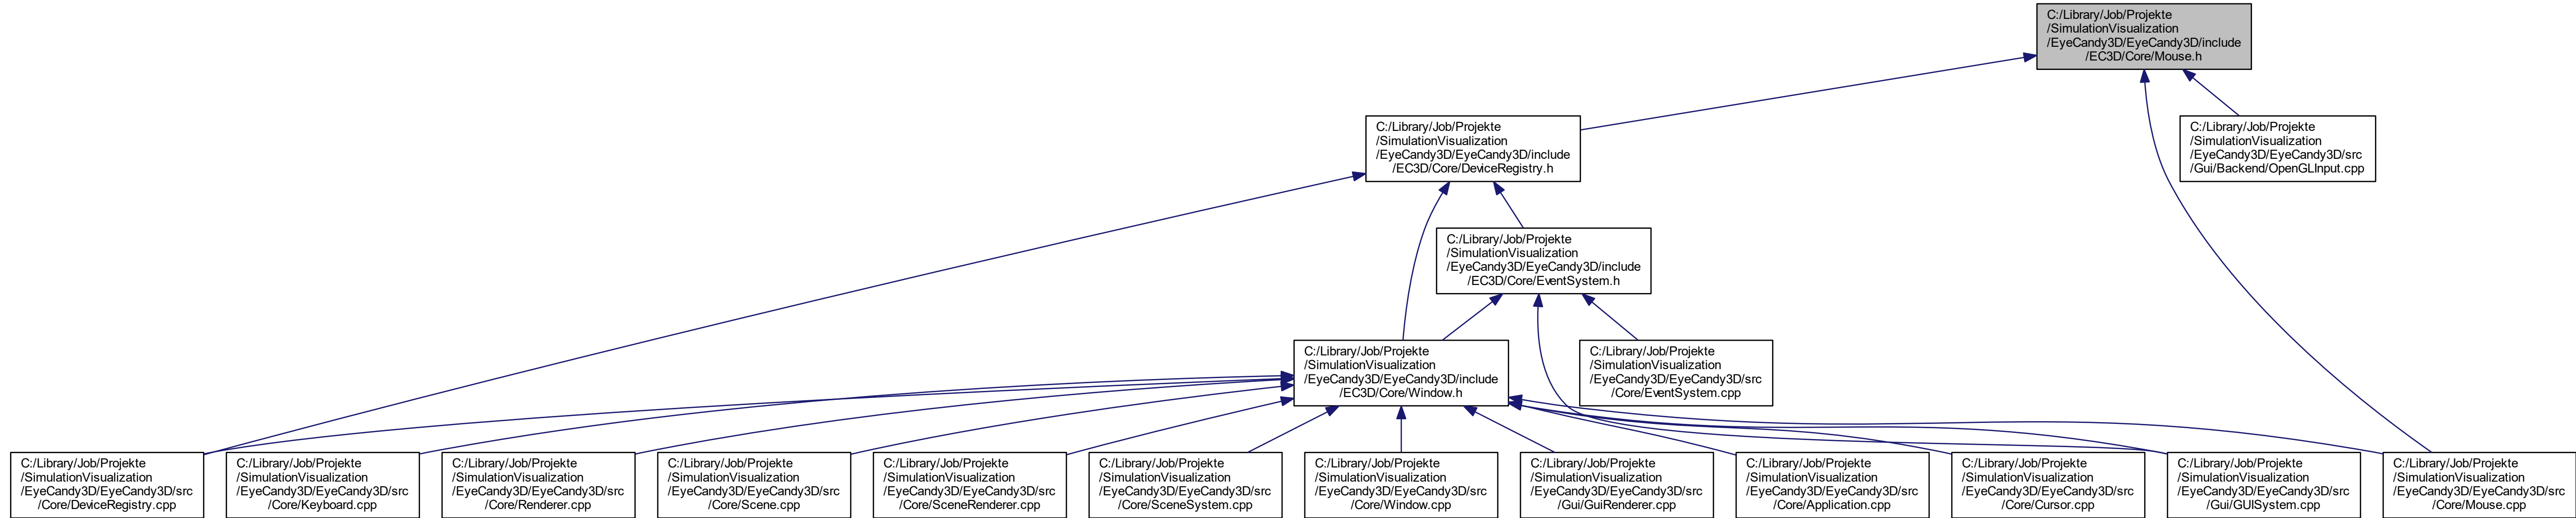 C:/Library/Job/Projekte
/SimulationVisualization
/EyeCandy3D/EyeCandy3D/include
/EC3D/Core/Mouse.h
C:/Library/Job/Projekte
/SimulationVisualization
/EyeCandy3D/EyeCandy3D/include
/EC3D/Core/DeviceRegistry.h
C:/Library/Job/Projekte
/SimulationVisualization
/EyeCandy3D/EyeCandy3D/src
/Gui/Backend/OpenGLInput.cpp
C:/Library/Job/Projekte
/SimulationVisualization
/EyeCandy3D/EyeCandy3D/include
/EC3D/Core/EventSystem.h
C:/Library/Job/Projekte
/SimulationVisualization
/EyeCandy3D/EyeCandy3D/include
/EC3D/Core/Window.h
C:/Library/Job/Projekte
/SimulationVisualization
/EyeCandy3D/EyeCandy3D/src
/Core/EventSystem.cpp
C:/Library/Job/Projekte
/SimulationVisualization
/EyeCandy3D/EyeCandy3D/src
/Core/DeviceRegistry.cpp
C:/Library/Job/Projekte
/SimulationVisualization
/EyeCandy3D/EyeCandy3D/src
/Core/Keyboard.cpp
C:/Library/Job/Projekte
/SimulationVisualization
/EyeCandy3D/EyeCandy3D/src
/Core/Renderer.cpp
C:/Library/Job/Projekte
/SimulationVisualization
/EyeCandy3D/EyeCandy3D/src
/Core/Scene.cpp
C:/Library/Job/Projekte
/SimulationVisualization
/EyeCandy3D/EyeCandy3D/src
/Core/SceneRenderer.cpp
C:/Library/Job/Projekte
/SimulationVisualization
/EyeCandy3D/EyeCandy3D/src
/Core/SceneSystem.cpp
C:/Library/Job/Projekte
/SimulationVisualization
/EyeCandy3D/EyeCandy3D/src
/Core/Window.cpp
C:/Library/Job/Projekte
/SimulationVisualization
/EyeCandy3D/EyeCandy3D/src
/Gui/GuiRenderer.cpp
C:/Library/Job/Projekte
/SimulationVisualization
/EyeCandy3D/EyeCandy3D/src
/Core/Application.cpp
C:/Library/Job/Projekte
/SimulationVisualization
/EyeCandy3D/EyeCandy3D/src
/Core/Cursor.cpp
C:/Library/Job/Projekte
/SimulationVisualization
/EyeCandy3D/EyeCandy3D/src
/Gui/GUISystem.cpp
C:/Library/Job/Projekte
/SimulationVisualization
/EyeCandy3D/EyeCandy3D/src
/Core/Mouse.cpp